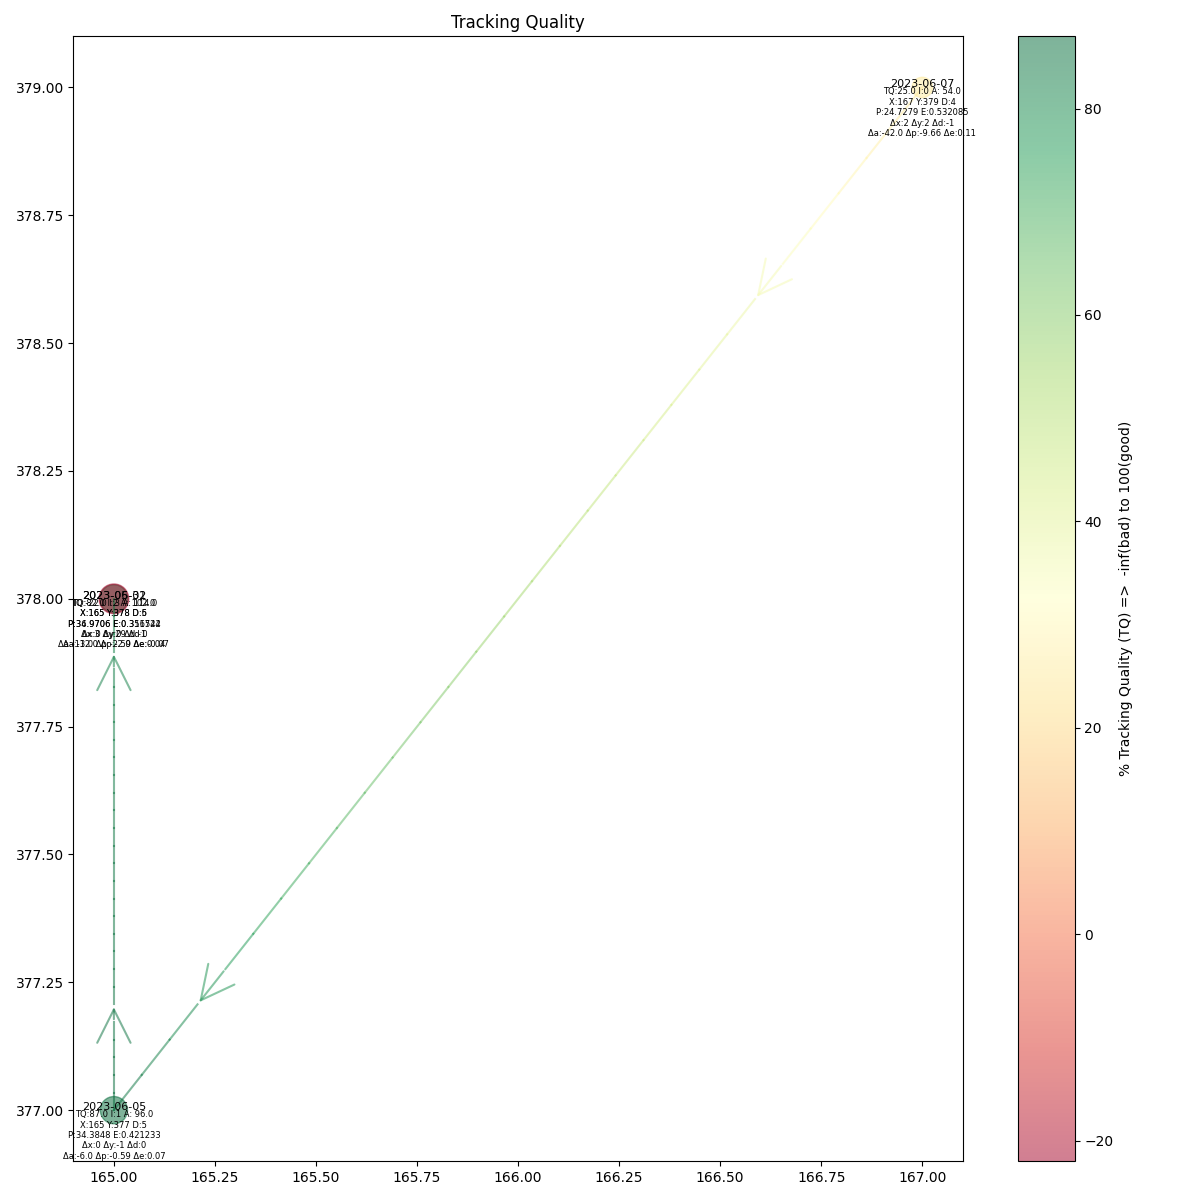 Tracking Quality
379.00
378.75
378.50
378.25
378.00
377.75
377.50
377.25
377.00
2023-06-07
TQ:25.0 I:0 A: 54.0
X:167 Y:379 D:4
P:24.7279 E:0.532085
Δx:2 Δy:2 Δd:-1
Δa:-42.0 Δp:-9.66 Δe:0.11
X:165 Y:378
2023-06-05
TQ:87.0 I:1 A: 96.0
X:165 Y:377 D:5
P:34.3848 E:0.421233
Δx:0 Δy:-1 Δd:0
Δa:-6.0 Δp:-0.59 Δe:0.07
165.00 165.25 165.50 165.75 166.00 166.25 166.50 166.75 167.00
80
60
40
20
0
−20
% Tracking Quality (TQ) => -inf(bad) to 100(good)